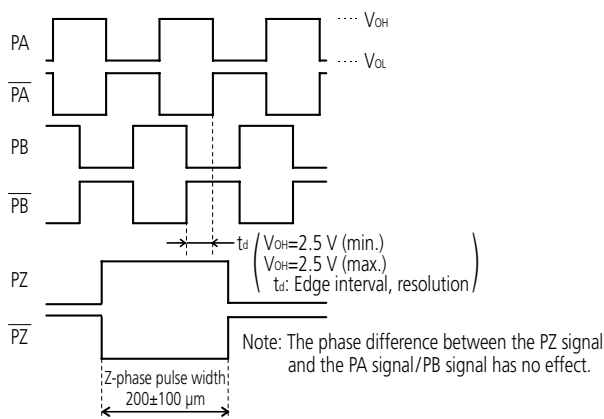 PA
VOH
VOL
PA
PB
PB
td
VOH=2.5 V (min.)
VOH=2.5 V (max.)
td: Edge interval, resolution
PZ
PZ
Note: The phase difference between the PZ signal
and the PA signal/PB signal has no effect.
Z-phase pulse width
200±100 µm